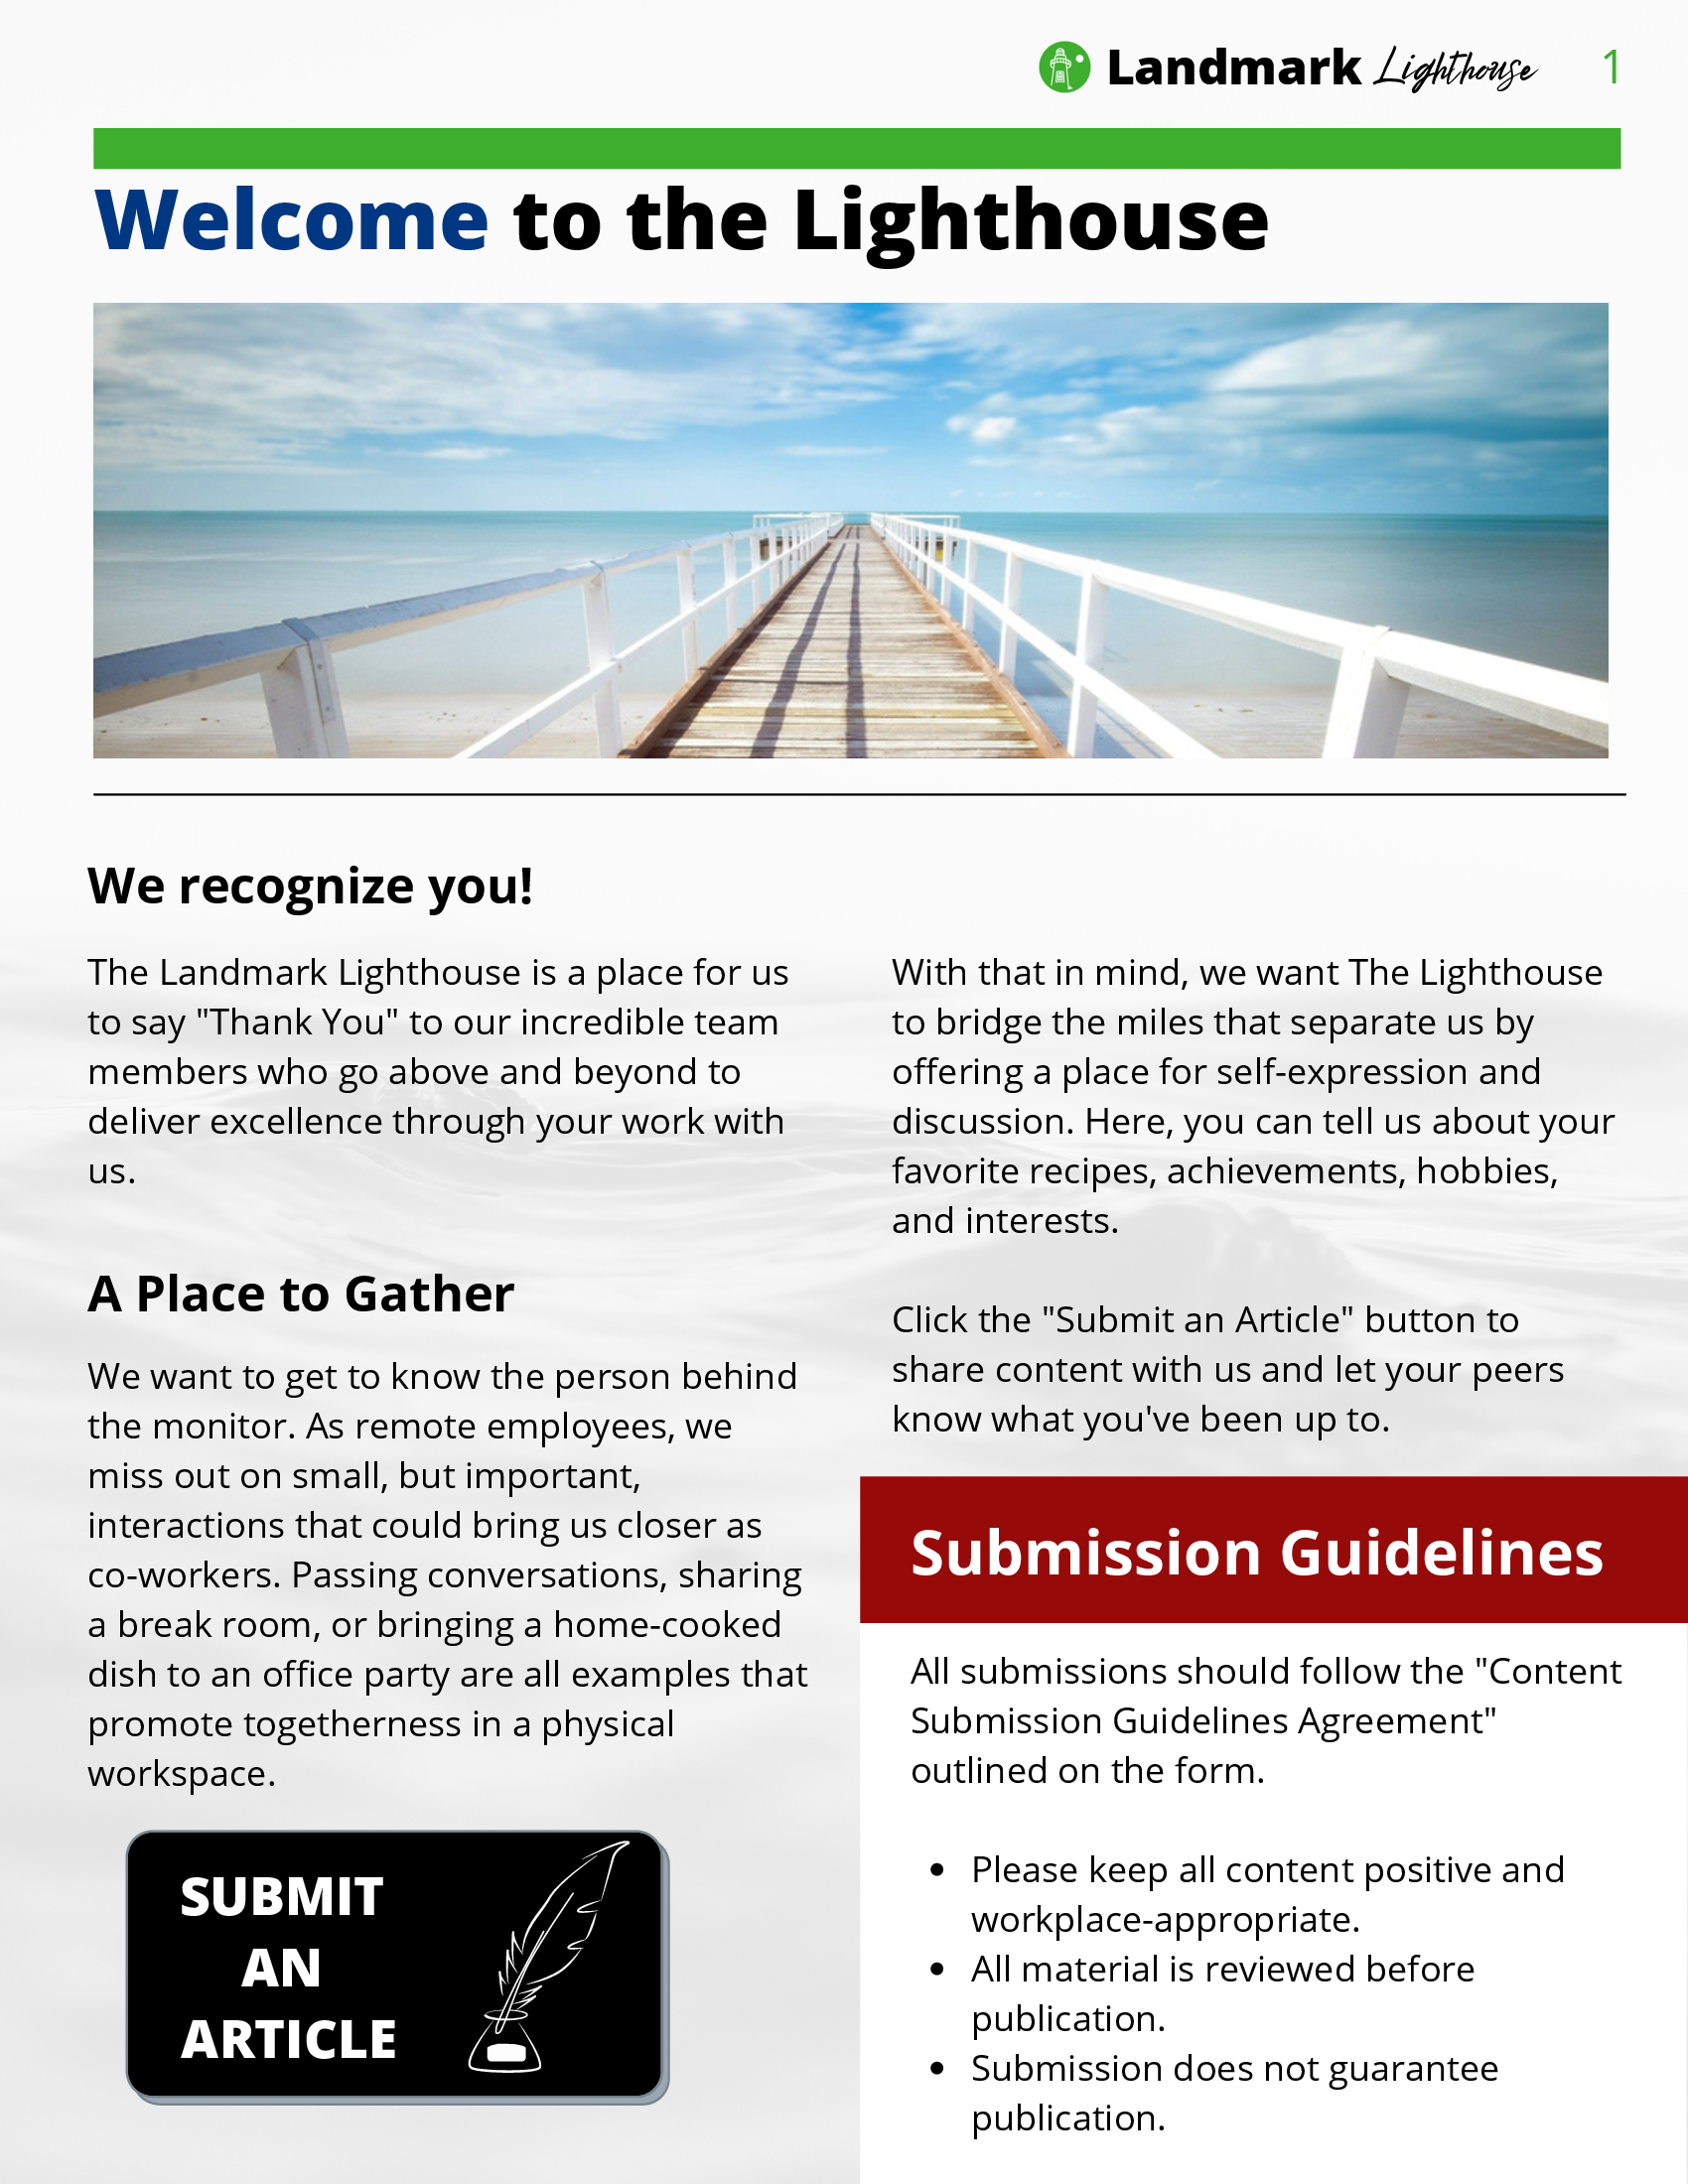 Landmark Lighthouse 1
Welcome to the Lighthouse
We recognize you!
The Landmark Lighthouse is a place for us
to say "Thank You" to our incredible team
members who go above and beyond to
deliver excellence through your work with
us.
A Place to Gather
We want to get to know the person behind
the monitor. As remote employees, we
miss out on small, but important,
interactions that could bring us closer as
co-workers. Passing conversations, sharing
a break room, or bringing a home-cooked
dish to an office party are all examples that
promote togetherness in a physical
workspace.
SUBMIT
AN
ARTICLE
With that in mind, we want The Lighthouse
to bridge the miles that separate us by
offering a place for self-expression and
discussion. Here, you can tell us about your
favorite recipes, achievements, hobbies,
and interests.
Click the "Submit an Article" button to
share content with us and let your peers
know what you've been up to.
Submission Guidelines
All submissions should follow the "Content
Submission Guidelines Agreement"
outlined on the form.
• Please keep all content positive and
workplace-appropriate.
• All material is reviewed before
publication.
• Submission does not guarantee
publication.